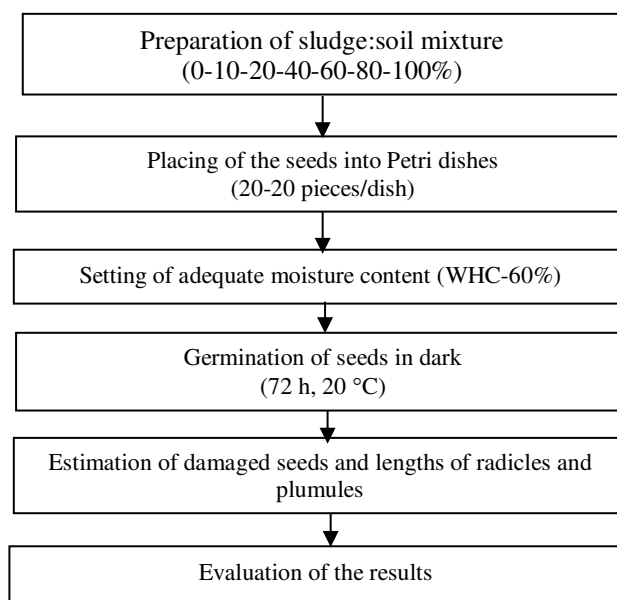 Preparation of sludge:soil mixture
(0-10-20-40-60-80-100%)
Placing of the seeds into Petri dishes
(20-20 pieces/dish)
Setting of adequate moisture content (WHC-60%)
Germination of seeds in dark
(72 h, 20 °C)
Estimation of damaged seeds and lengths of radicles and
plumules
Evaluation of the results